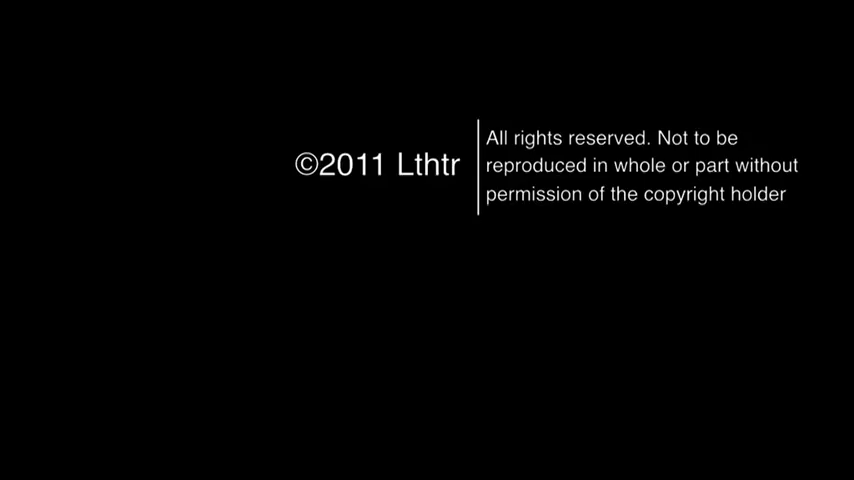 ©2011 Lthtr
All rights reserved. Not to be
reproduced in whole or part without
permission of the copyright holder